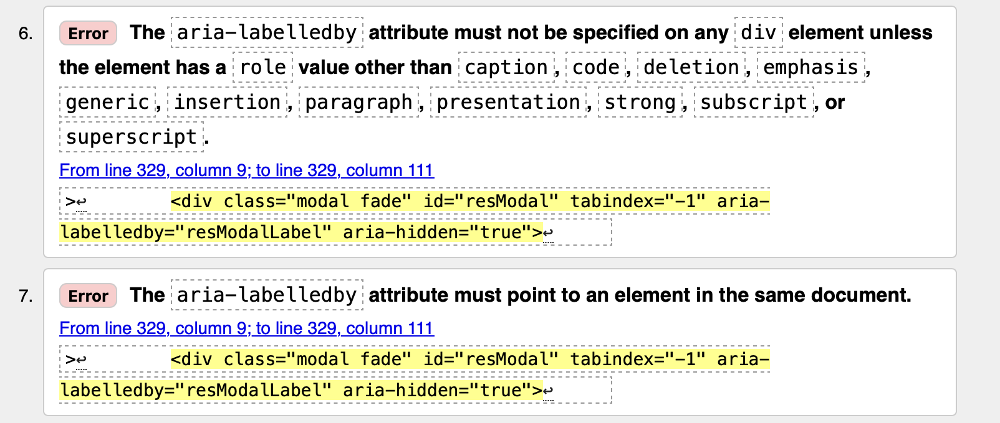 6. Error The aria-labelledby attribute must not be specified on any div element unless
the element has a role value other than caption, code, deletion, emphasis,
generic, insertion, paragraph, presentation, strong, subscript, or
superscript.
From line 329, column 9; to line 329, column 111
>↩ <div class="modal fade" id="resModal" tabindex="-1" aria-
labelledby="resModalLabel" aria-hidden="true">↩
7. Error The aria-labelledby attribute must point to an element in the same document.
From line 329, column 9; to line 329, column 111
>↩ <div class="modal fade" id="resModal" tabindex="-1" aria-
labelledby="resModalLabel" aria-hidden="true">↩